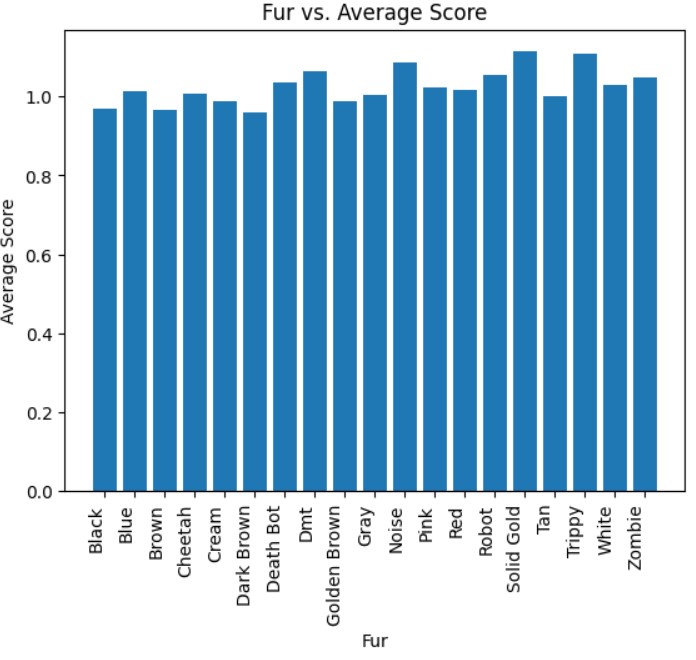 Fur vs. Average Score
Average Score
1.0
0.8
0.6
0.4
0.2
0.0
Black
Blue
Brown
Cheetah
Cream
Dark Brown
Death Bot
Dmt
Golden Brown
Gray
Noise
Pink
Red
Robot
Solid Gold
Tan
Trippy
White
Zombie
Fur